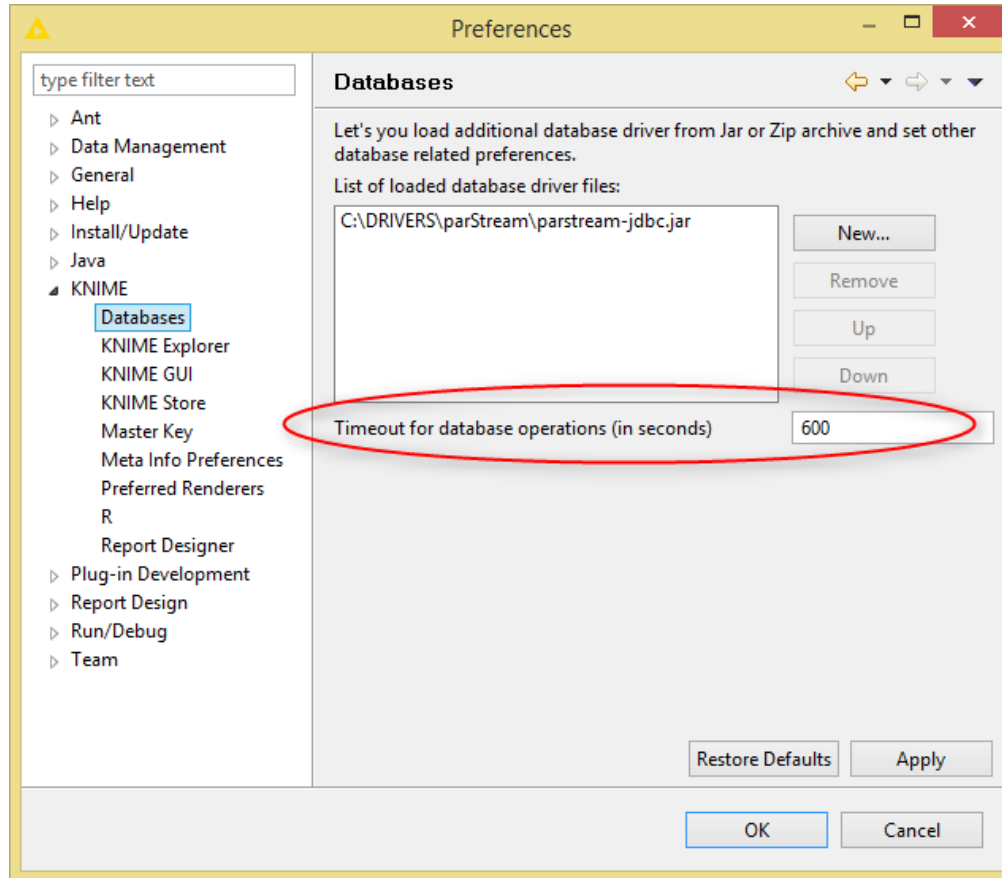 Preferences
type filter text
Ant
Data Management
General
Help
Install/Update
Java
KNIME
Databases
KNIME Explorer
KNIME GUI
KNIME Store
Master Key
Meta Info Preferences
Preferred Renderers
R
Report Designer
Plug-in Development
Report Design
Run/Debug
Team
Databases
Let's you load additional database driver from Jar or Zip archive and set other
database related preferences.
List of loaded database driver files:
C:\DRIVERS\parStream\parstream-jdbc.jar
New...
Remove
Up
Down
Timeout for database operations (in seconds)
600
Restore Defaults
Apply
OK
Cancel